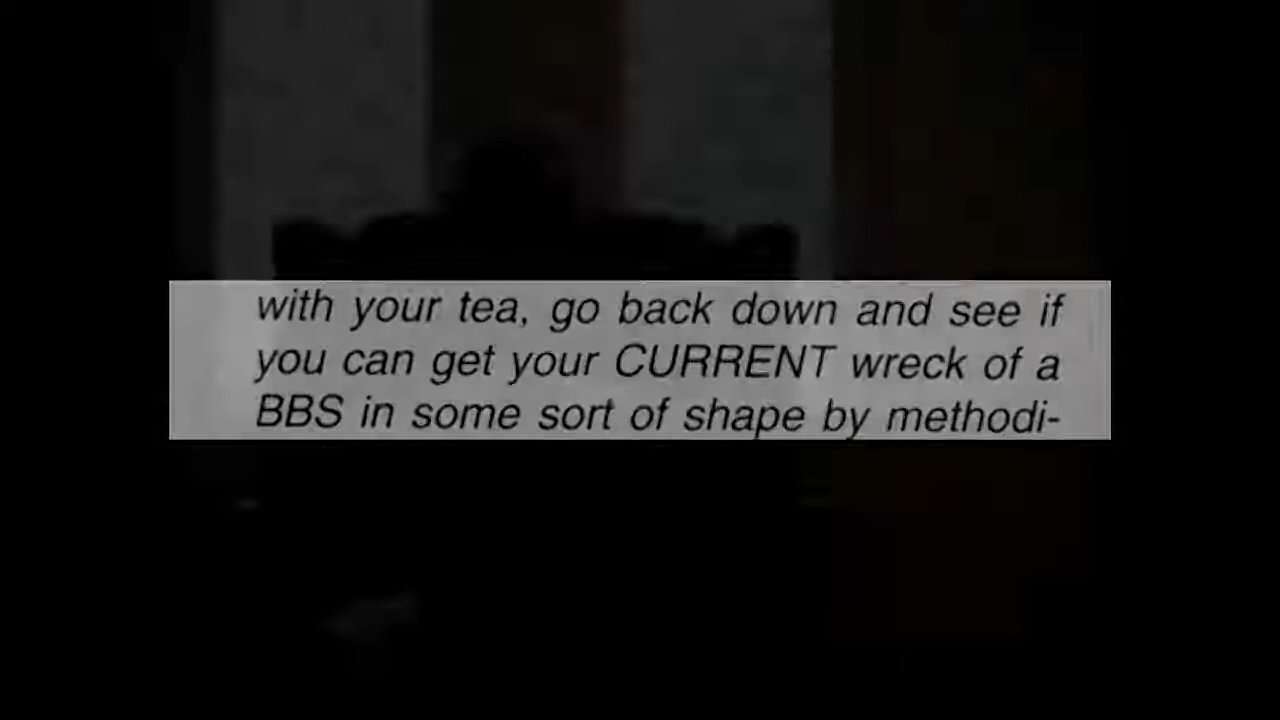 with your tea, go back down and see if
you can get your CURRENT wreck of a
BBS in some sort of shape by methodi-